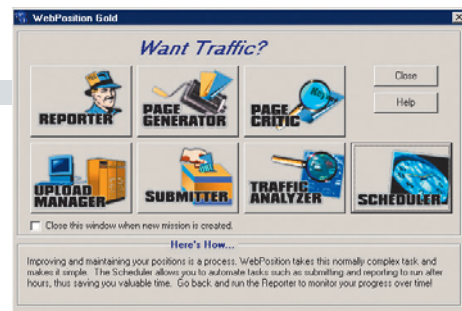 WebPosition Gold
Want Traffic?
REPORTER
PAGE GENERATOR
PAGE CRITIC
Close
Help
UPLOAD MANAGER
SUBMITTER
TRAFFIC ANALYZER
SCHEDULER
Close this window when new mission is created.
Here's How...
Improving and maintaining your positions is a process. WebPosition takes this normally complex task and
makes it simple. The Scheduler allows you to automate tasks such as submitting and reporting to run after
hours, thus saving you valuable time. Go back and run the Reporter to monitor your progress over time!